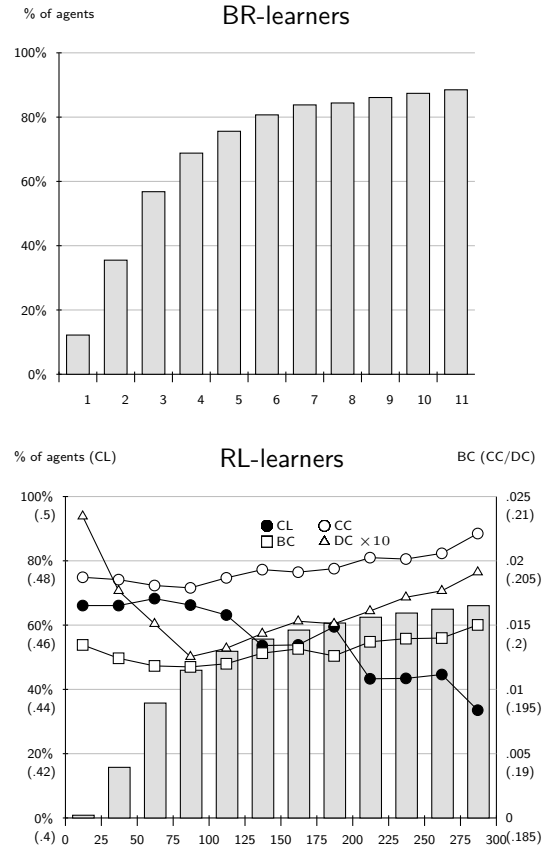 % of agents
BR-learners
100%
80%
60%
40%
20%
0%
1 2 3 4 5 6 7 8 9 10 11
% of agents (CL)
RL-learners
BC (CC/DC)
100% .025
(.5) (.21)
CL CC
BC DC ×10
80% .02
(.48) (.205)
60% .015
(.46) (.2)
40% .01
(.44) (.195)
20% .005
(.42) (.19)
0% 0
(.4) 0 25 50 75 100 125 150 175 200 225 250 275 300 (.185)